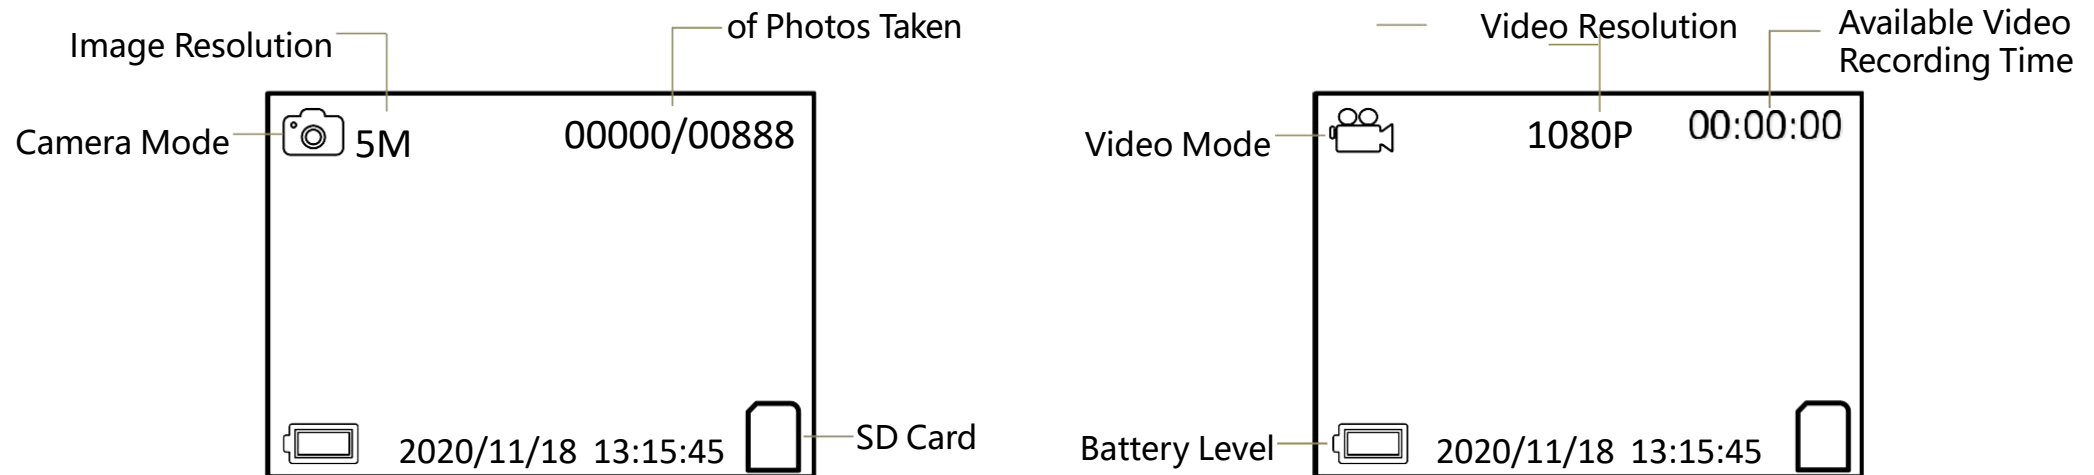 of Photos Taken
Image Resolution
Camera Mode
5M
00000/00888
2020/11/18 13:15:45
SD Card
Video Resolution
Available Video
Recording Time
Video Mode
1080P
00:00:00
Battery Level
2020/11/18 13:15:45